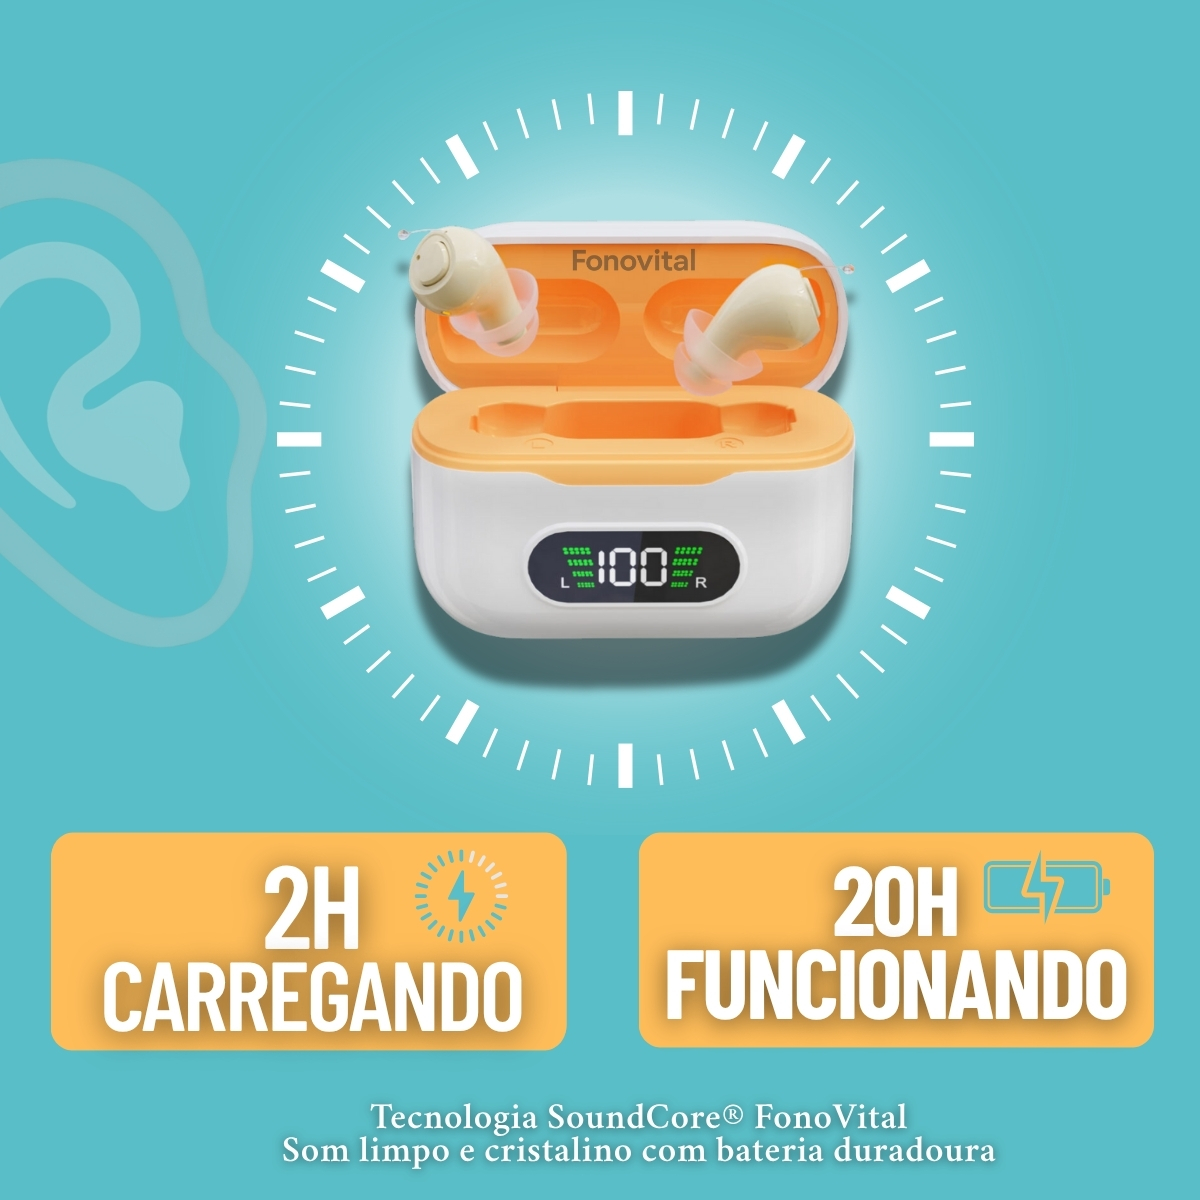 Fonovital
L R
100
L R
2H
CARREGANDO
20H
FUNCIONANDO
Tecnologia SoundCore® FonoVital
Som limpo e cristalino com bateria duradoura